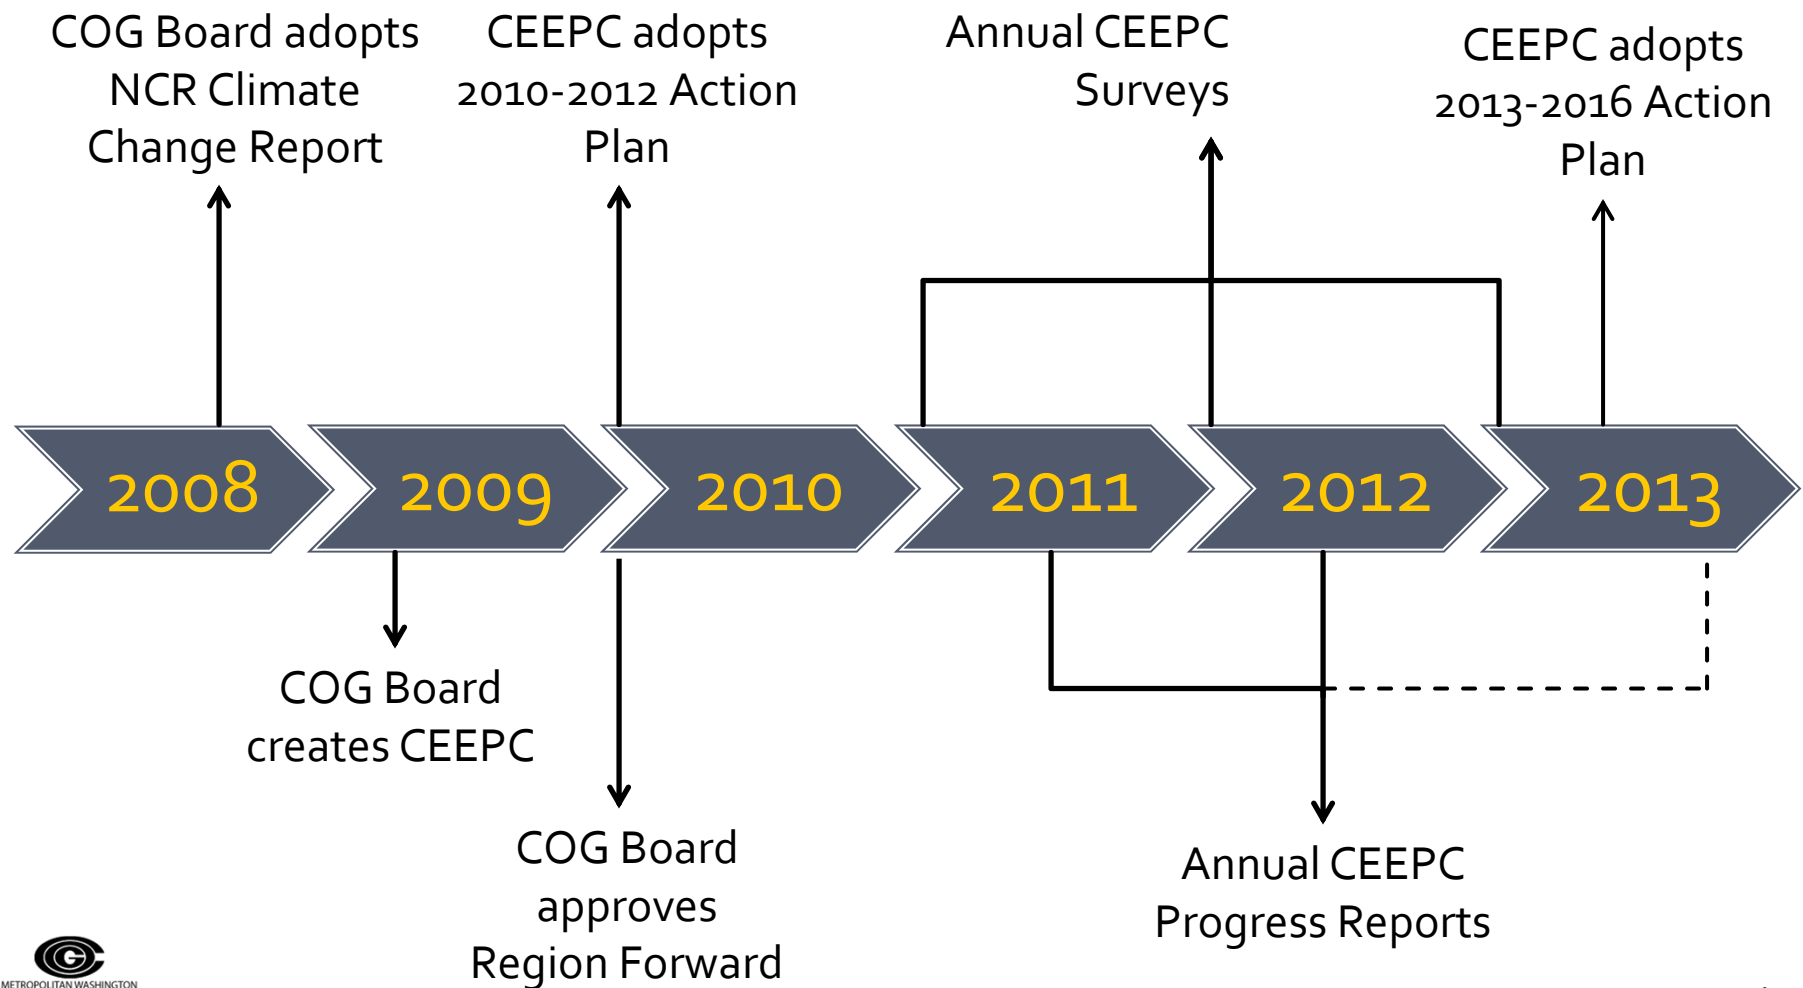 COG Board adopts
NCR Climate
Change Report
CEEPC adopts
2010-2012 Action
Plan
Annual CEEPC
Surveys
CEEPC adopts
2013-2016 Action
Plan
2008
2009
2010
2011
2012
2013
COG Board
creates CEEPC
COG Board
approves
Region Forward
Annual CEEPC
Progress Reports
METROPOLITAN WASHINGTON